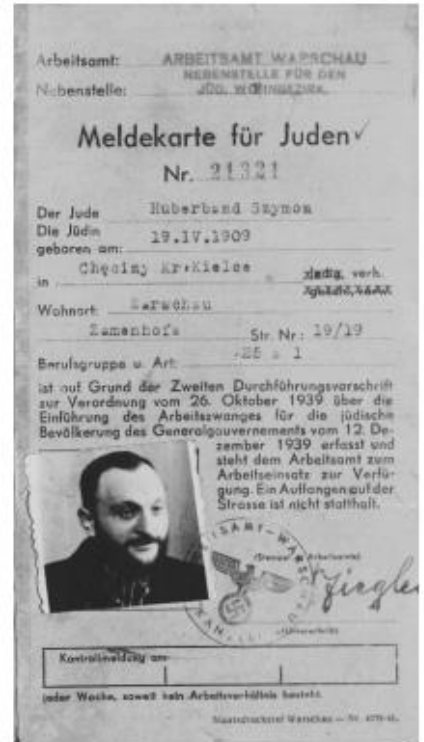 Arbeitsamt: ARBEITSAMT WARSCHAU
NEBENSTELLE FÜR DEN
Nebenstelle: JÜD. WOHNBEZIRK
Meldekarte für Juden
Nr. 21321
Der Jude Huberband Szymon
Die Jüdin
geboren am: 19.IV.1909
in Chęciny Kr.Kielce ledig, verh.
Wohnort: Warschau
Zamenhofa Str. Nr: 19/19
Berufsgruppe u. Art: 25 1
ist auf Grund der Zweiten Durchführungsvorschrift
zur Verordnung vom 26. Oktober 1939 über die
Einführung des Arbeitszwanges für die jüdische
Bevölkerung des Generalgouvernements vom 12. De-
zember 1939 erfasst und
steht dem Arbeitsamt zum
Arbeitseinsatz zur Verfü-
gung. Ein Auffangen auf der
Strasse ist nicht statthaft.
Ziegler
Kontrollmeldung am
jeder Woche, soweit kein Arbeitsverhältnis besteht.